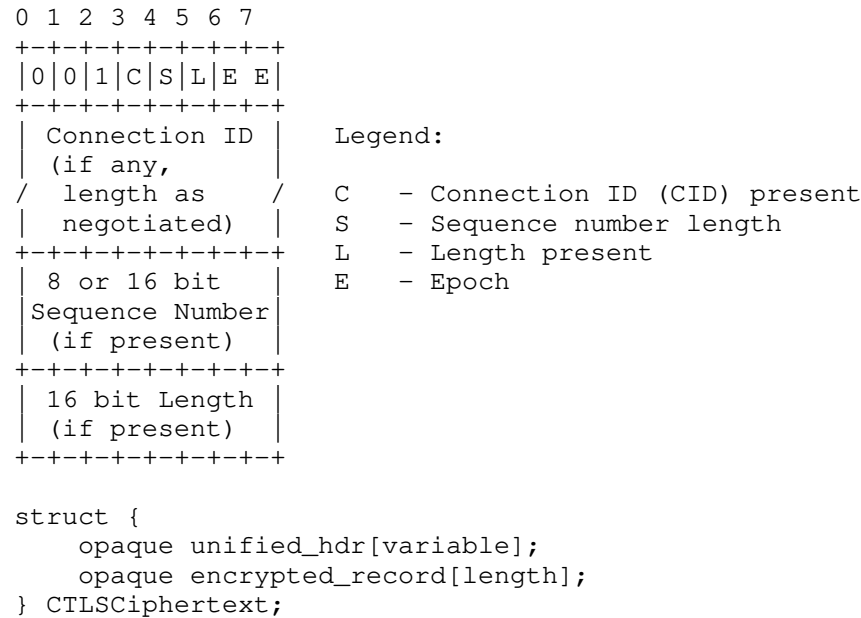 0 1 2 3 4 5 6 7
+-+-+-+-+-+-+-+-+
|0|0|1|C|S|L|E E|
+-+-+-+-+-+-+-+-+
| Connection ID |   Legend:
| (if any,      |
/  length as    /   C   - Connection ID (CID) present
|  negotiated)  |   S   - Sequence number length
+-+-+-+-+-+-+-+-+   L   - Length present
| 8 or 16 bit   |   E   - Epoch
|Sequence Number|
| (if present)  |
+-+-+-+-+-+-+-+-+
| 16 bit Length |
| (if present)  |
+-+-+-+-+-+-+-+-+
struct {
    opaque unified_hdr[variable];
    opaque encrypted_record[length];
} CTLSCiphertext;